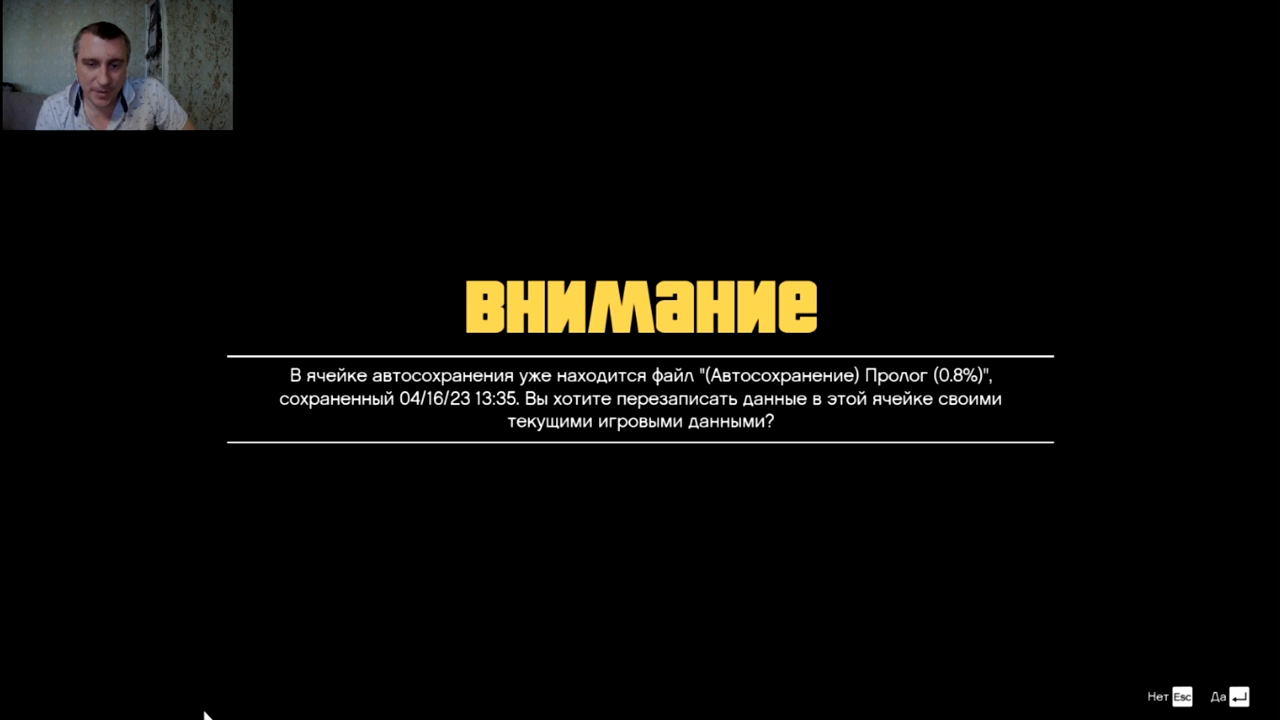 внимание
В ячейке автосохранения уже находится файл "(Автосохранение) Пролог (0.8%)",
сохраненный 04/16/23 13:35. Вы хотите перезаписать данные в этой ячейке своими
текущими игровыми данными?
Нет Esc Да